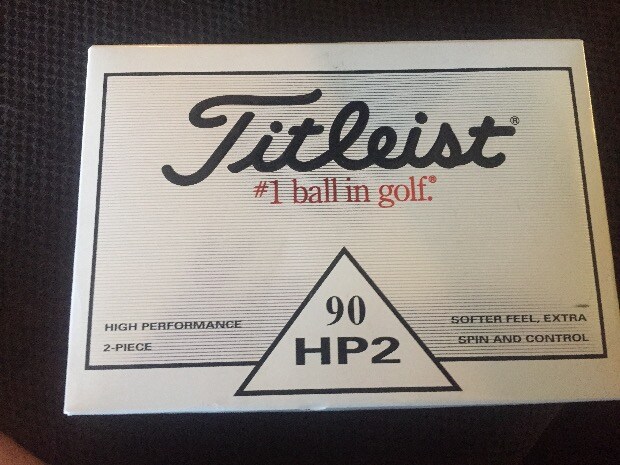 Titleist®
#1 ball in golf.®
90
HP2
HIGH PERFORMANCE
2-PIECE
SOFTER FEEL, EXTRA
SPIN AND CONTROL